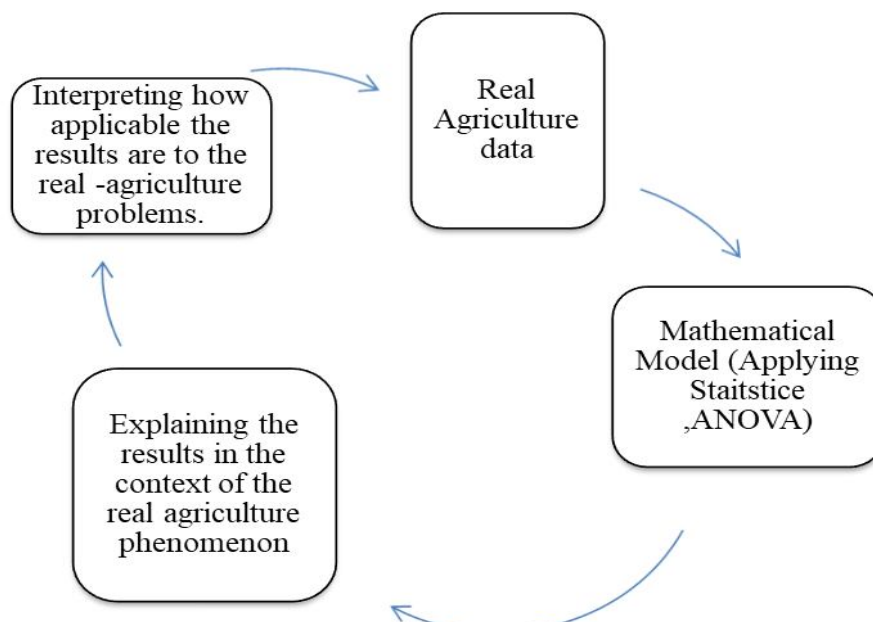 Real
Agriculture
data
Mathematical
Model (Applying
Staitstice
,ANOVA)
Explaining the
results in the
context of the
real agriculture
phenomenon
Interpreting how
applicable the
results are to the
real -agriculture
problems.